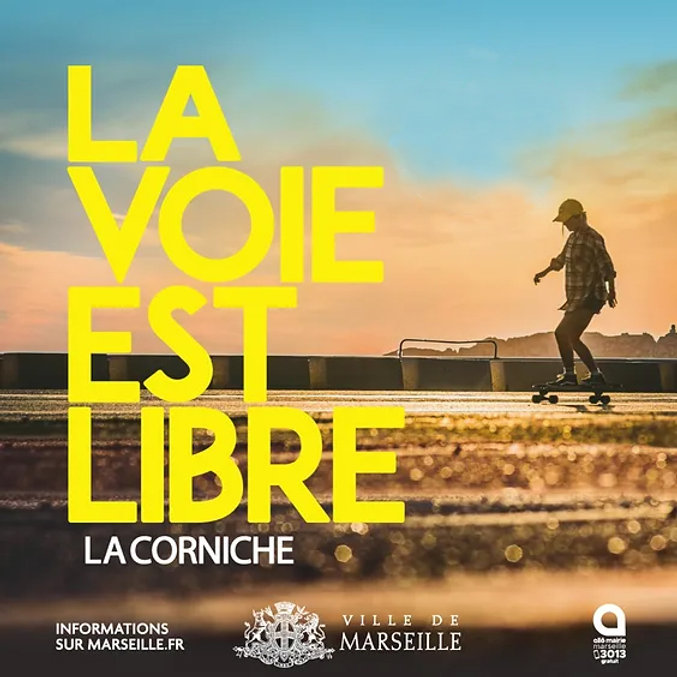 LA
VOIE
EST
LIBRE
LA CORNICHE
INFORMATIONS
SUR MARSEILLE.FR
VILLE DE
MARSEILLE
allô mairie
marseille
3013
gratuit